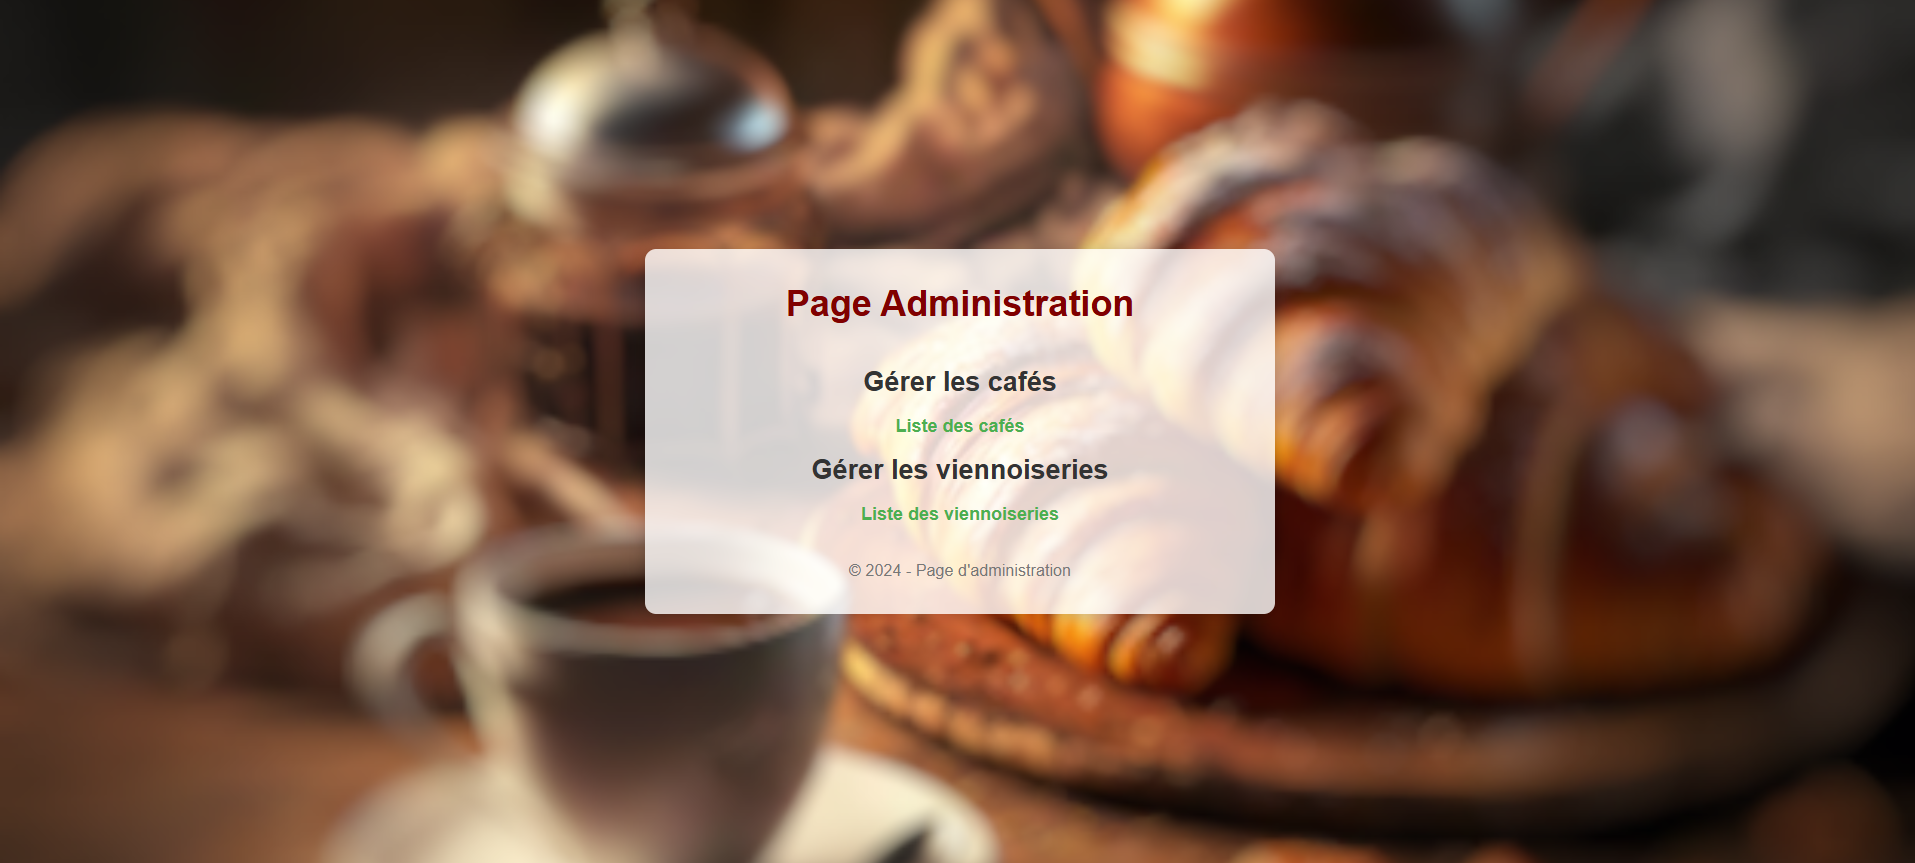 Page Administration
Gérer les cafés
Liste des cafés
Gérer les viennoiseries
Liste des viennoiseries
© 2024 - Page d'administration